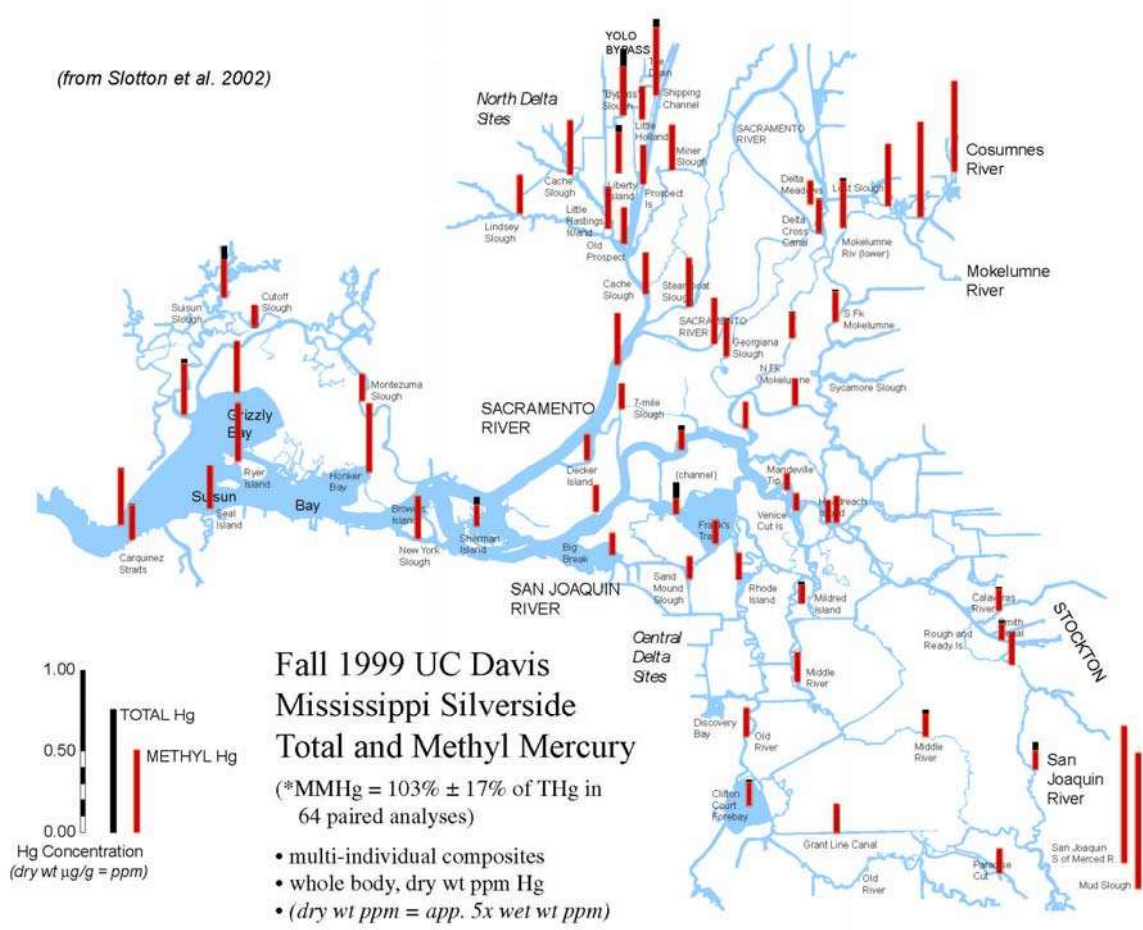 (from Slotton et al. 2002)
YOLO
BYPASS
North Delta
Sites
"Bypass"
Slough
Shipping
Channel
Little
Holland
SACRAMENTO
RIVER
Miner
Slough
Cosumnes
River
Cache
Slough
Liberty
Island
Prospect
Is
Delta
Meadows
Lost Slough
Lindsey
Slough
Little
Hastings
Island
Old
Prospect
Delta
Cross
Canal
Mokelumne
Riv (lower)
Mokelumne
River
Suisun
Slough
Cutoff
Slough
Cache
Slough
Steamboat
Slough
SACRAMENTO
RIVER
Georgiana
Slough
S Fk
Mokelumne
N Fk
Mokelumne
Sycamore Slough
Montezuma
Slough
SACRAMENTO
RIVER
7-mile
Slough
Grizzly
Bay
Ryer
Island
Honker
Bay
Decker
Island
(channel)
Mandeville
Tip
Suisun
Bay
Seal
Island
Browns
Island
Sherman
Island
Frank's
Tract
Venice
Cut Is
Carquinez
Straits
New York
Slough
Big
Break
SAN JOAQUIN
RIVER
Sand
Mound
Slough
Rhode
Island
Mildred
Island
Calaveras
River
Smith
Canal
Rough and
Ready Is
STOCKTON
Central
Delta
Sites
Middle
River
Discovery
Bay
Old
River
Middle
River
San
Joaquin
River
Clifton
Court
Forebay
Grant Line Canal
Old
River
Paradise
Cut
San Joaquin
S of Merced R.
Mud Slough
1.00
0.50
0.00
TOTAL Hg
METHYL Hg
Hg Concentration
(dry wt µg/g = ppm)
Fall 1999 UC Davis
Mississippi Silverside
Total and Methyl Mercury
(*MMHg = 103% ± 17% of THg in
64 paired analyses)
• multi-individual composites
• whole body, dry wt ppm Hg
• (dry wt ppm = app. 5x wet wt ppm)